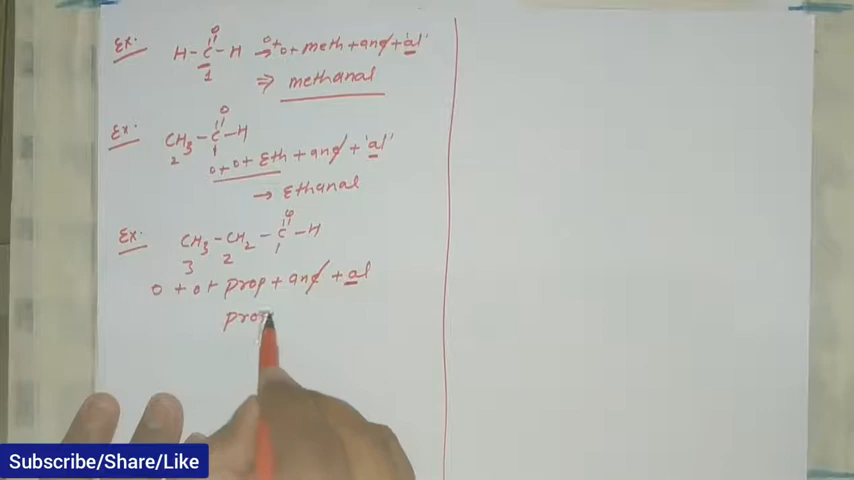 Ex.
O
H-C-H → 0+0+meth+ane+'al'
1
⇒ methanal
Ex.
O
CH3-C-H
2 1
0+0+Eth+ane+'al'
→ Ethanal
Ex:
O
CH3-CH2-C-H
3 2 1
0+0+prop+ane+al
prop
Subscribe/Share/Like